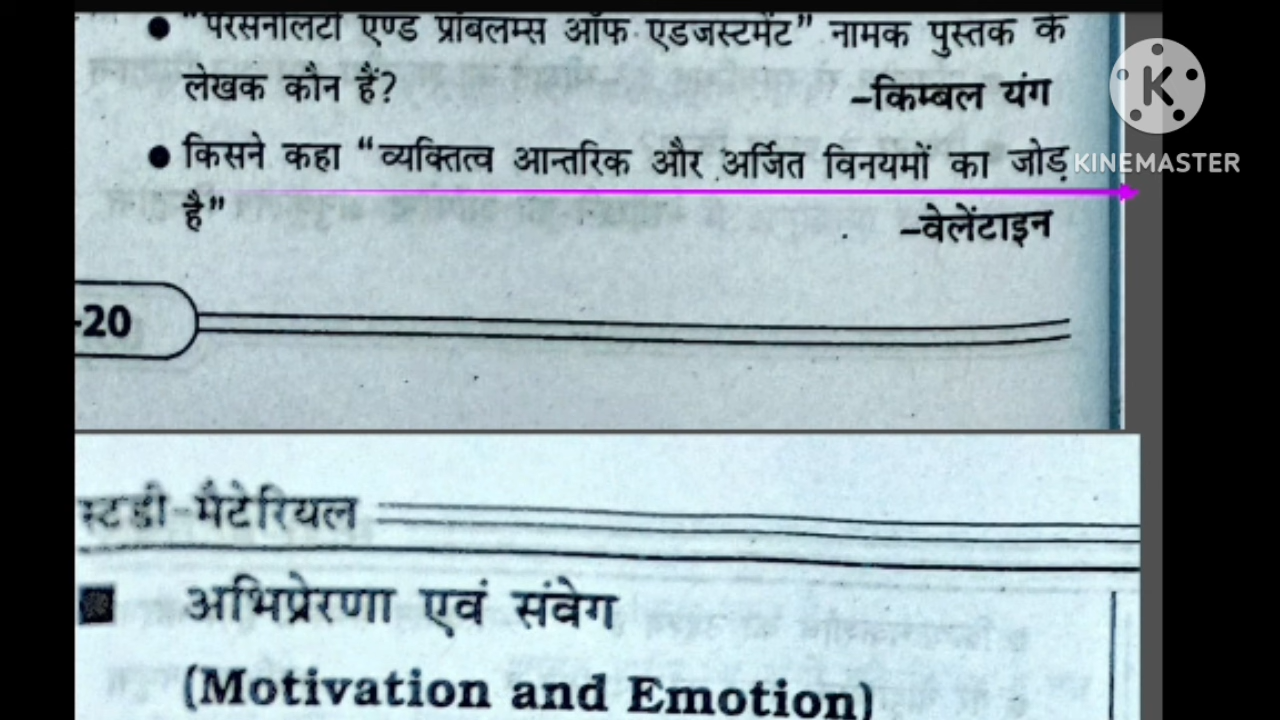 ● "परसनालिटी एण्ड प्रॉबलम्स ऑफ एडजस्टमेंट" नामक पुस्तक के
लेखक कौन हैं? –किम्बल यंग
● किसने कहा "व्यक्तित्व आन्तरिक और अर्जित विनयमों का जोड़
है" –वेलेंटाइन
K
KINEMASTER
-20
स्टडी-मैटेरियल
■ अभिप्रेरणा एवं संवेग
(Motivation and Emotion)